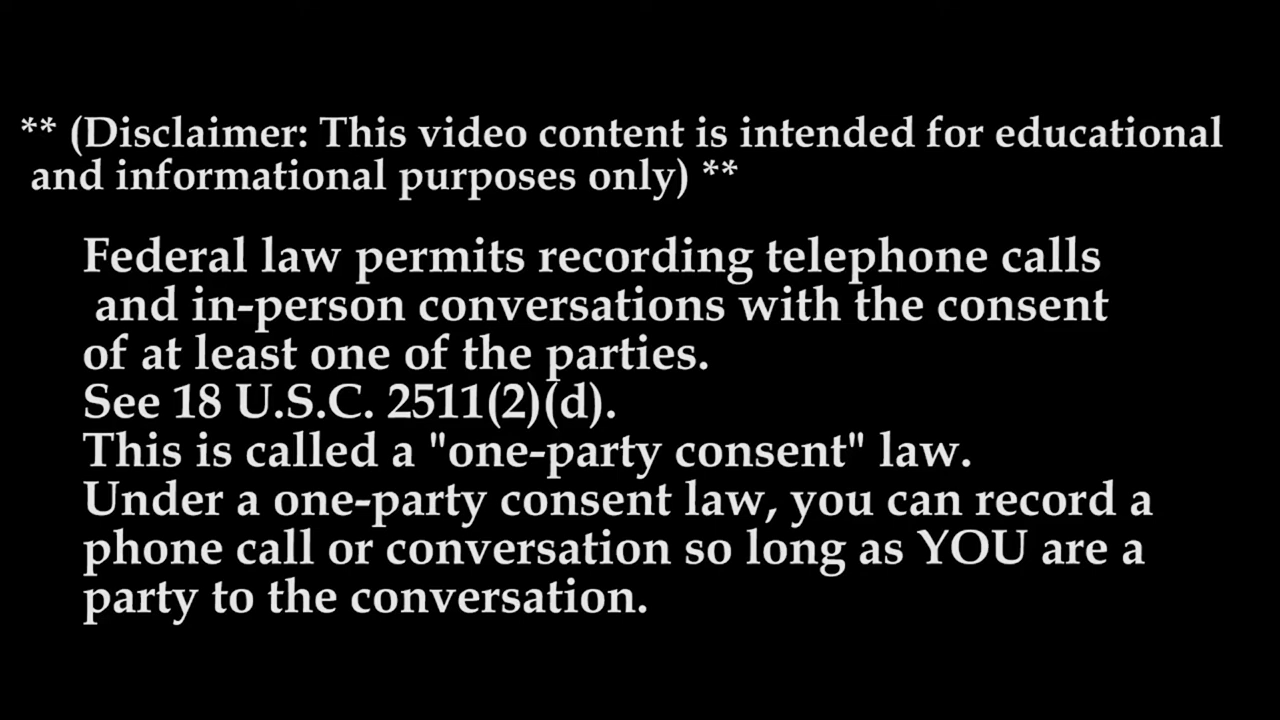 ** (Disclaimer: This video content is intended for educational
and informational purposes only) **
Federal law permits recording telephone calls
and in-person conversations with the consent
of at least one of the parties.
See 18 U.S.C. 2511(2)(d).
This is called a "one-party consent" law.
Under a one-party consent law, you can record a
phone call or conversation so long as YOU are a
party to the conversation.